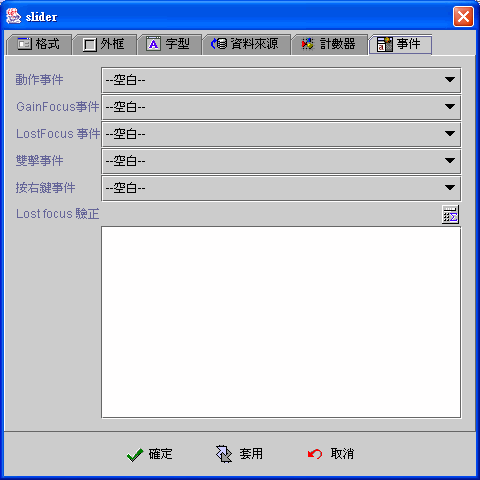 slider
格式 外框 字型 資料來源 計數器 事件
動作事件 --空白--
GainFocus事件 --空白--
LostFocus 事件 --空白--
雙擊事件 --空白--
按右鍵事件 --空白--
Lost focus 驗正
確定 套用 取消